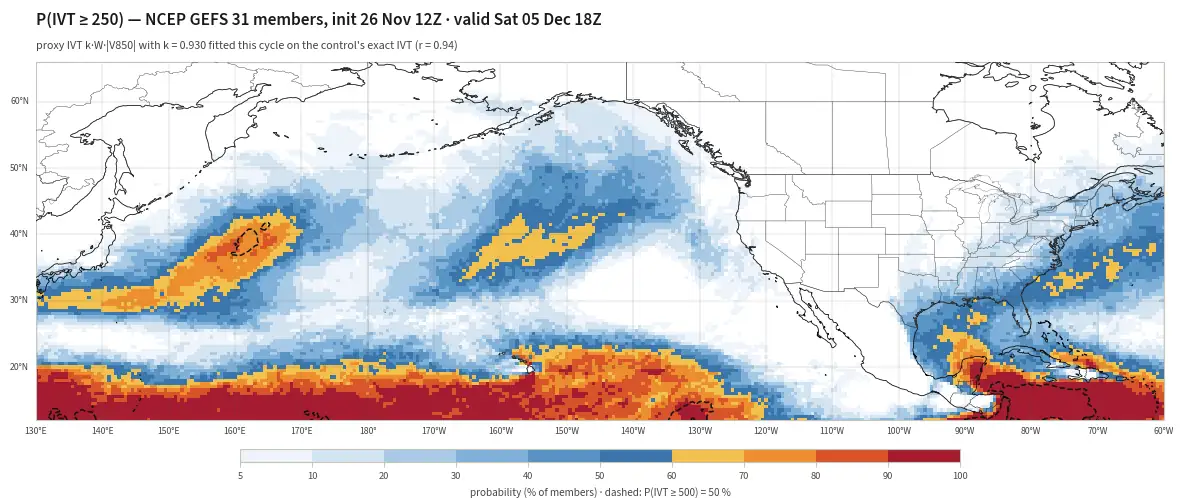 P(IVT ≥ 250) — NCEP GEFS 31 members, init 26 Nov 12Z · valid Sat 05 Dec 18Z
proxy IVT k·W·|V850| with k = 0.930 fitted this cycle on the control's exact IVT (r = 0.94)
60°N
50°N
40°N
30°N
20°N
130°E 140°E 150°E 160°E 170°E 180° 170°W 160°W 150°W 140°W 130°W 120°W 110°W 100°W 90°W 80°W 70°W 60°W
5 10 20 30 40 50 60 70 80 90 100
probability (% of members) · dashed: P(IVT ≥ 500) = 50 %